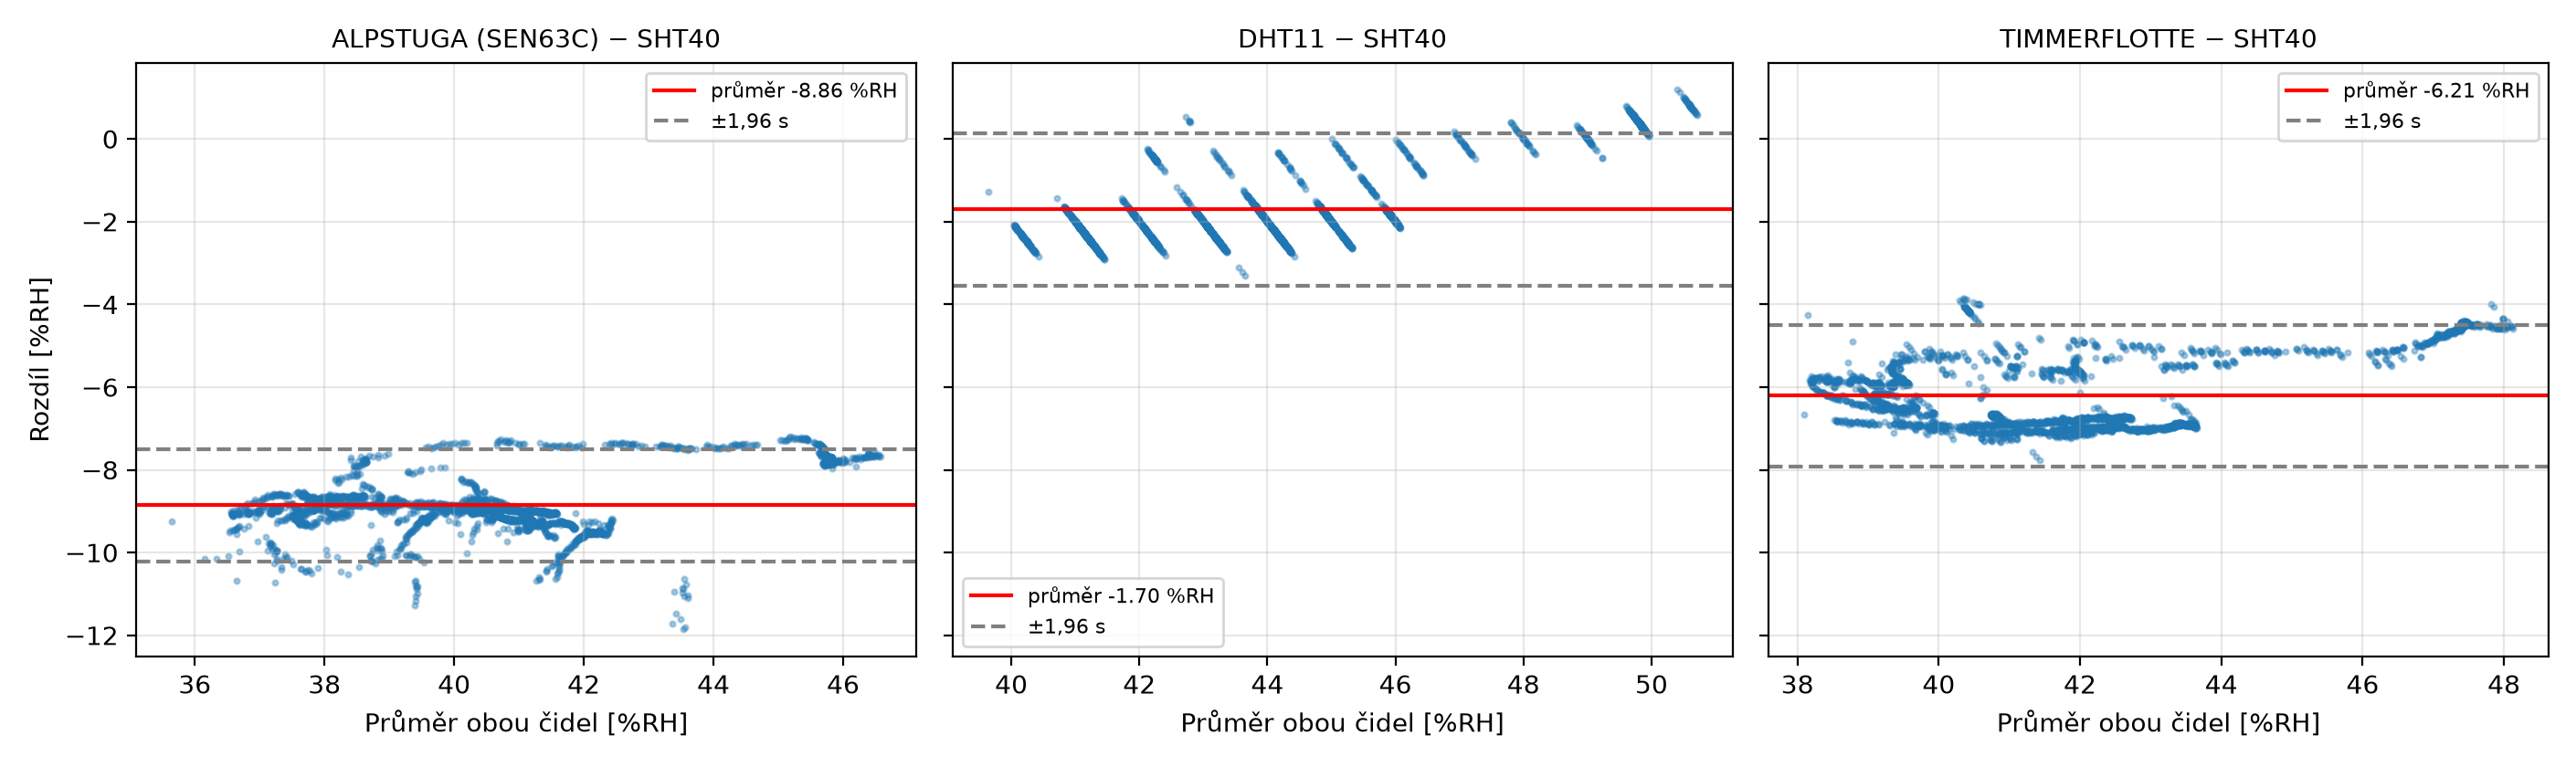 ALPSTUGA (SEN63C) − SHT40
průměr -8.86 %RH
±1,96 s
Rozdíl [%RH]
0
−2
−4
−6
−8
−10
−12
36 38 40 42 44 46
Průměr obou čidel [%RH]
DHT11 − SHT40
průměr -1.70 %RH
±1,96 s
40 42 44 46 48 50
Průměr obou čidel [%RH]
TIMMERFLOTTE − SHT40
průměr -6.21 %RH
±1,96 s
38 40 42 44 46 48
Průměr obou čidel [%RH]